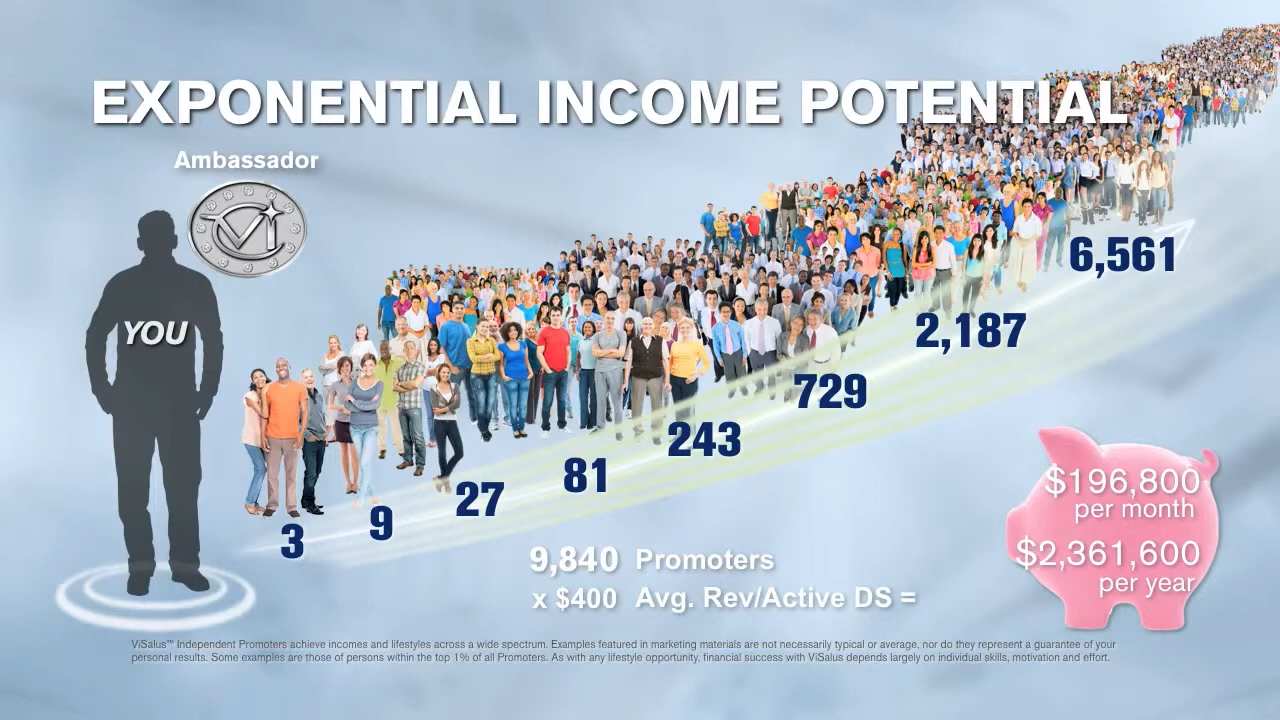 EXPONENTIAL INCOME POTENTIAL
Ambassador
Vi
YOU
3
9
27
81
243
729
2,187
6,561
9,840 Promoters
x $400 Avg. Rev/Active DS =
$196,800
per month
$2,361,600
per year
ViSalus™ Independent Promoters achieve incomes and lifestyles across a wide spectrum. Examples featured in marketing materials are not necessarily typical or average, nor do they represent a guarantee of your
personal results. Some examples are those of persons within the top 1% of all Promoters. As with any lifestyle opportunity, financial success with ViSalus depends largely on individual skills, motivation and effort.